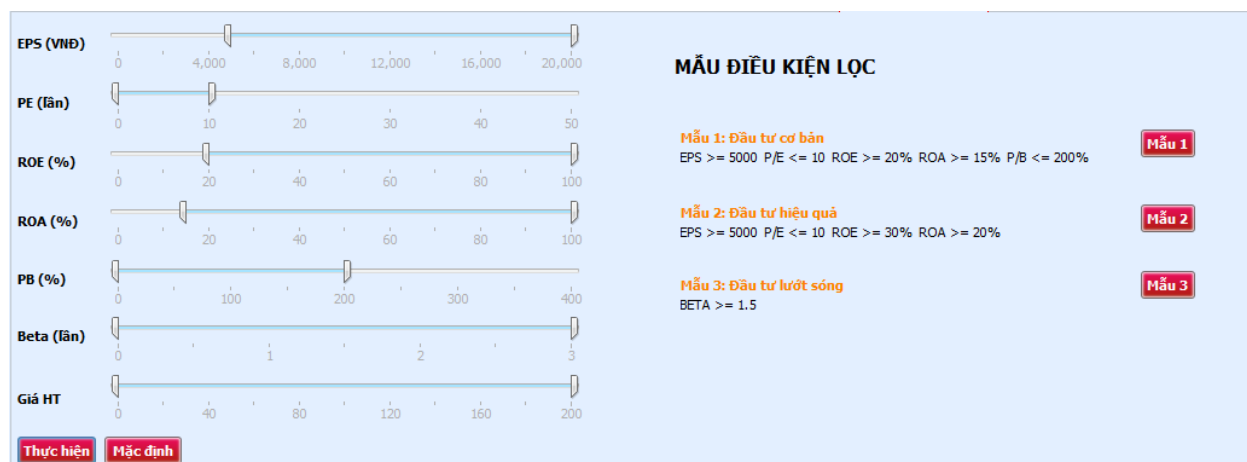 EPS (VNĐ)
0 4,000 8,000 12,000 16,000 20,000
PE (lần)
0 10 20 30 40 50
ROE (%)
0 20 40 60 80 100
ROA (%)
0 20 40 60 80 100
PB (%)
0 100 200 300 400
Beta (lần)
0 1 2 3
Giá HT
0 40 80 120 160 200
Thực hiện Mặc định
MẪU ĐIỀU KIỆN LỌC
Mẫu 1: Đầu tư cơ bản
EPS >= 5000 P/E <= 10 ROE >= 20% ROA >= 15% P/B <= 200%
Mẫu 1
Mẫu 2: Đầu tư hiệu quả
EPS >= 5000 P/E <= 10 ROE >= 30% ROA >= 20%
Mẫu 2
Mẫu 3: Đầu tư lướt sóng
BETA >= 1.5
Mẫu 3